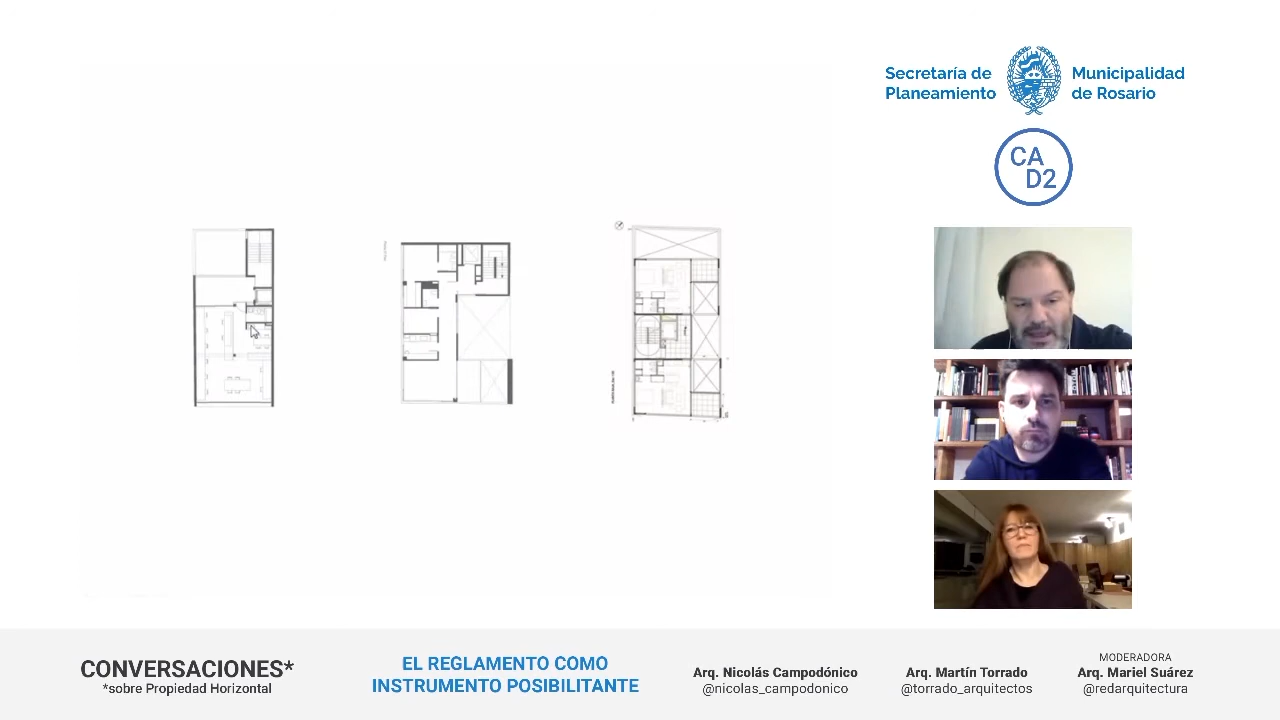 Secretaría de
Planeamiento
Municipalidad
de Rosario
CA
D2
CONVERSACIONES*
*sobre Propiedad Horizontal
EL REGLAMENTO COMO
INSTRUMENTO POSIBILITANTE
Arq. Nicolás Campodónico
@nicolas_campodonico
Arq. Martín Torrado
@torrado_arquitectos
MODERADORA
Arq. Mariel Suárez
@redarquitectura